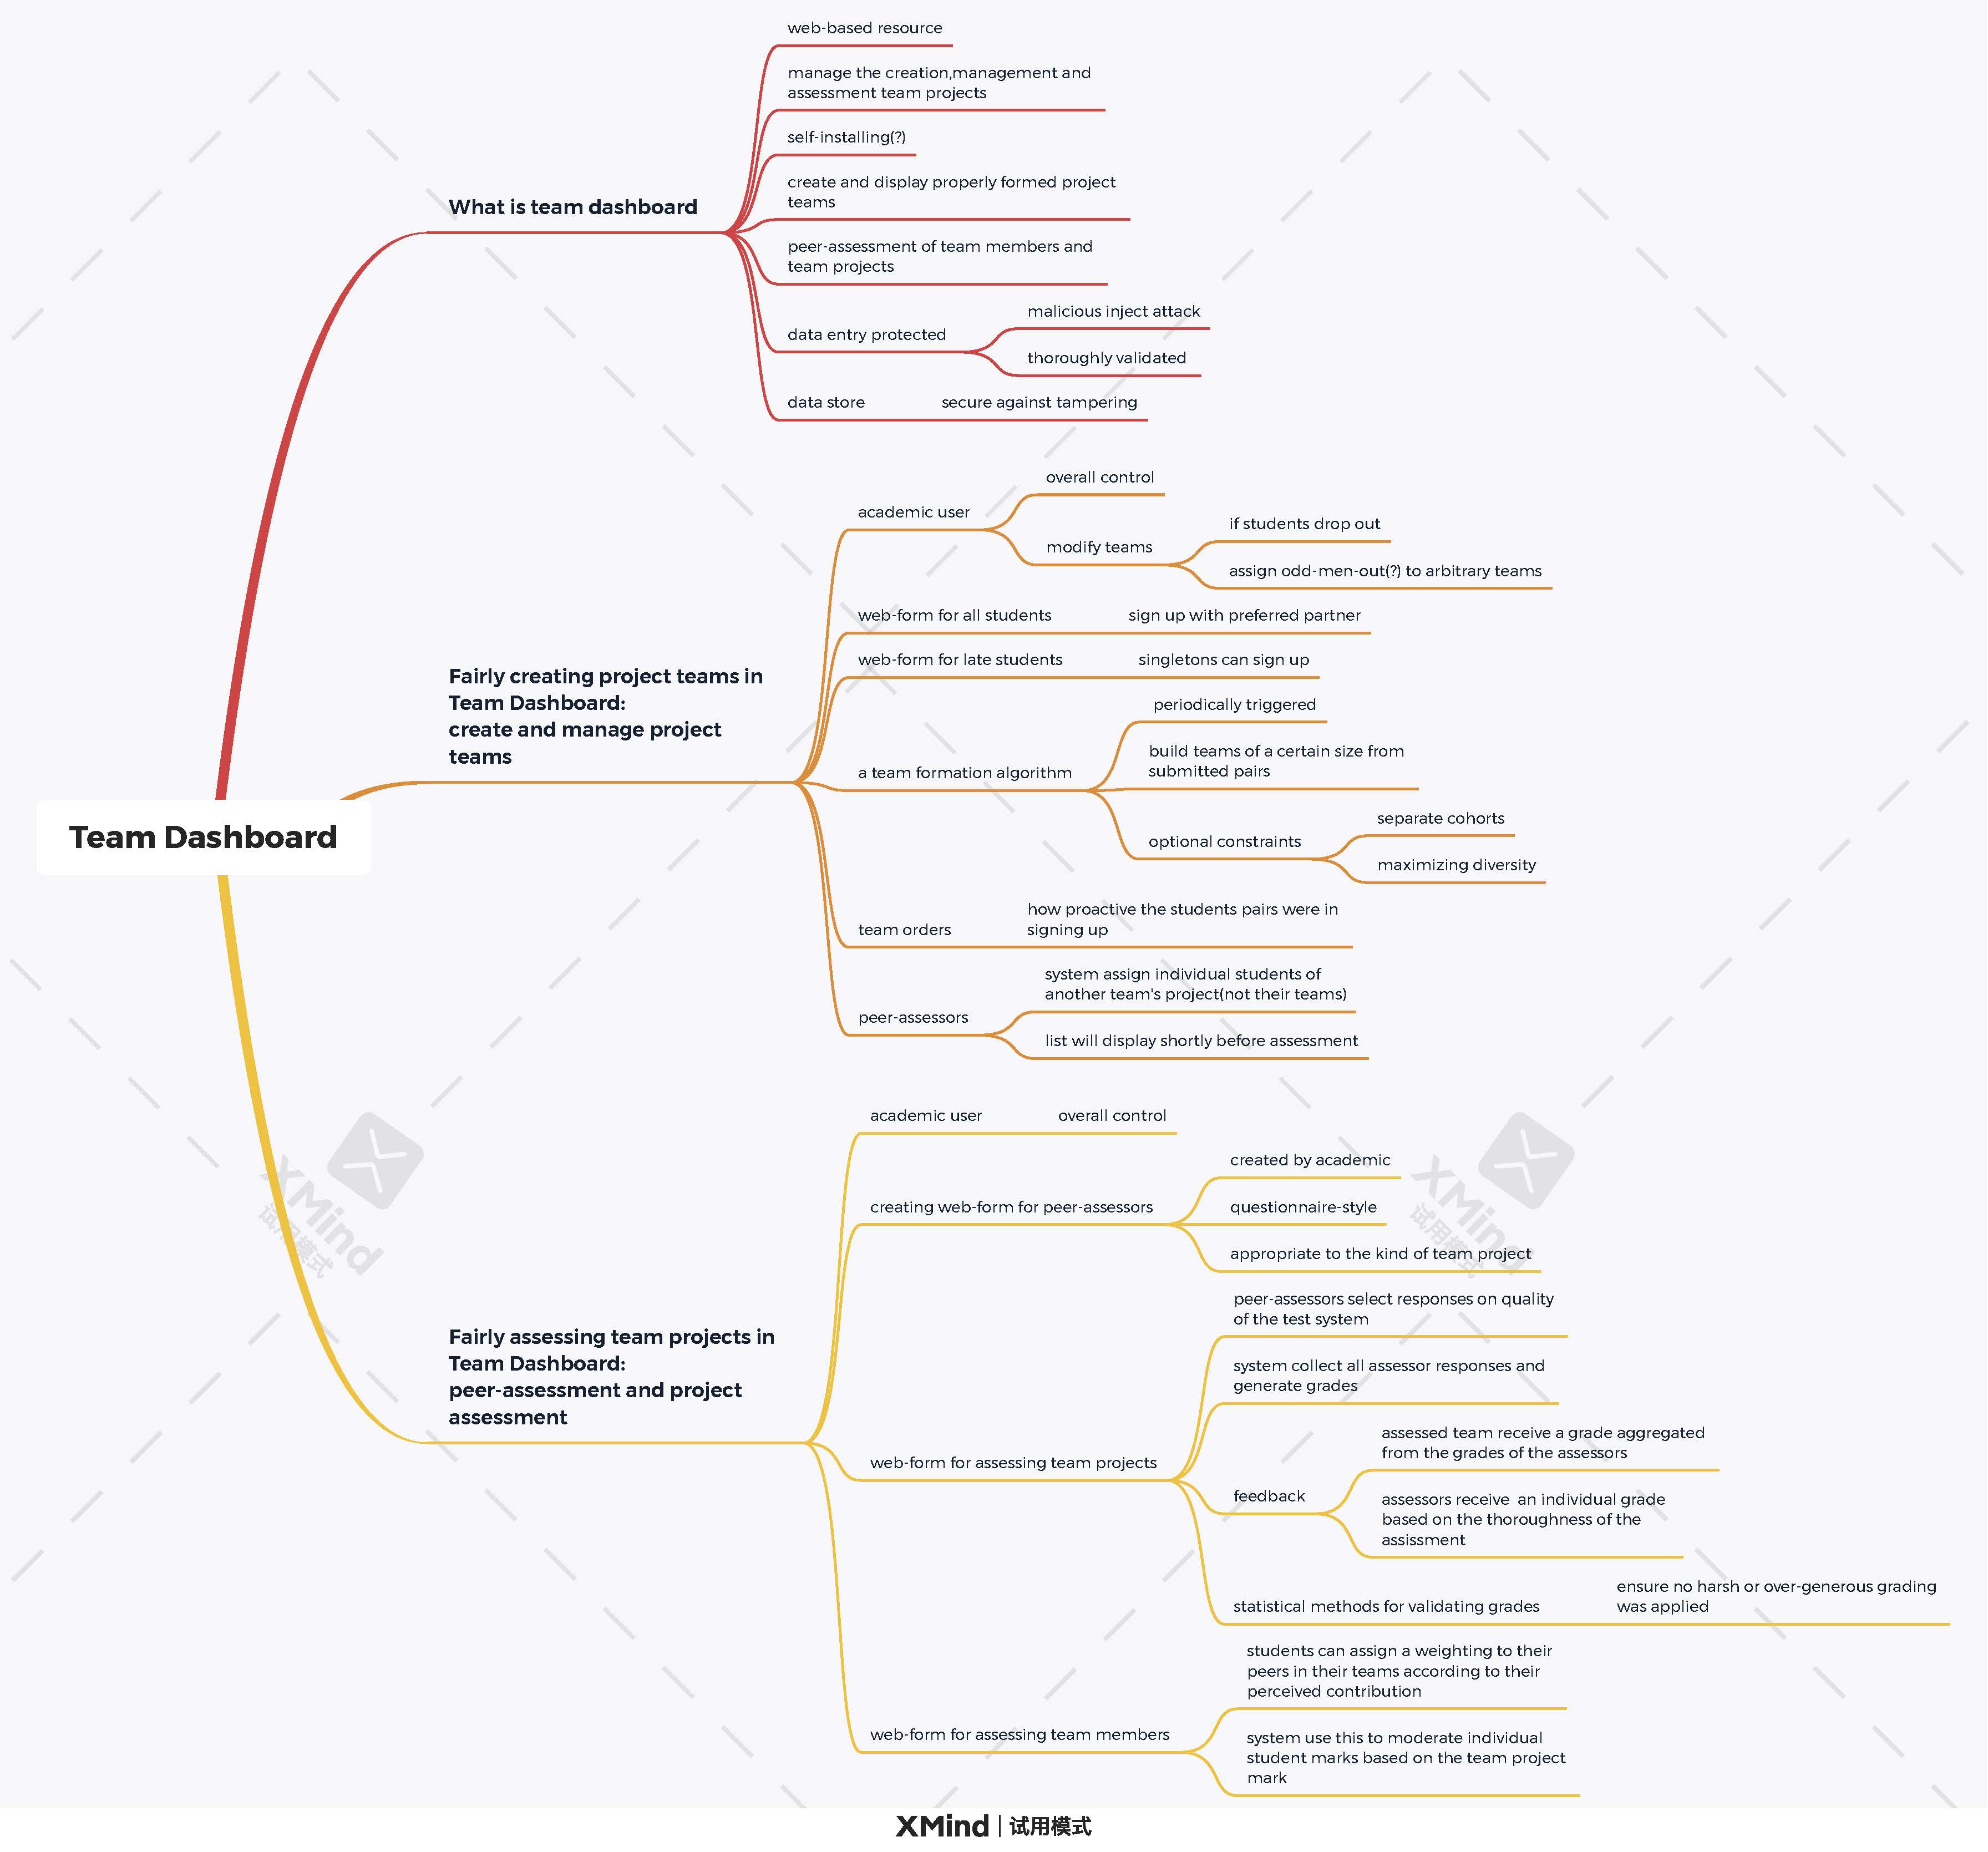 web-based resource
manage the creation,management and
assessment team projects
self-installing(?)
create and display properly formed project
teams
What is team dashboard
peer-assessment of team members and
team projects
malicious inject attack
data entry protected
thoroughly validated
data store
secure against tampering
overall control
academic user
if students drop out
modify teams
assign odd-men-out(?) to arbitrary teams
web-form for all students
sign up with preferred partner
web-form for late students
singletons can sign up
Fairly creating project teams in
Team Dashboard:
create and manage project
teams
periodically triggered
build teams of a certain size from
submitted pairs
a team formation algorithm
separate cohorts
optional constraints
maximizing diversity
Team Dashboard
how proactive the students pairs were in
signing up
team orders
system assign individual students of
another team's project(not their teams)
peer-assessors
list will display shortly before assessment
academic user
overall control
created by academic
creating web-form for peer-assessors
questionnaire-style
appropriate to the kind of team project
XMind
试用模式
XMind
试用模式
peer-assessors select responses on quality
of the test system
Fairly assessing team projects in
Team Dashboard:
peer-assessment and project
assessment
system collect all assessor responses and
generate grades
web-form for assessing team projects
assessed team receive a grade aggregated
from the grades of the assessors
feedback
assessors receive  an individual grade
based on the thoroughness of the
assissment
statistical methods for validating grades
ensure no harsh or over-generous grading
was applied
students can assign a weighting to their
peers in their teams according to their
perceived contribution
web-form for assessing team members
system use this to moderate individual
student marks based on the team project
mark
XMind | 试用模式